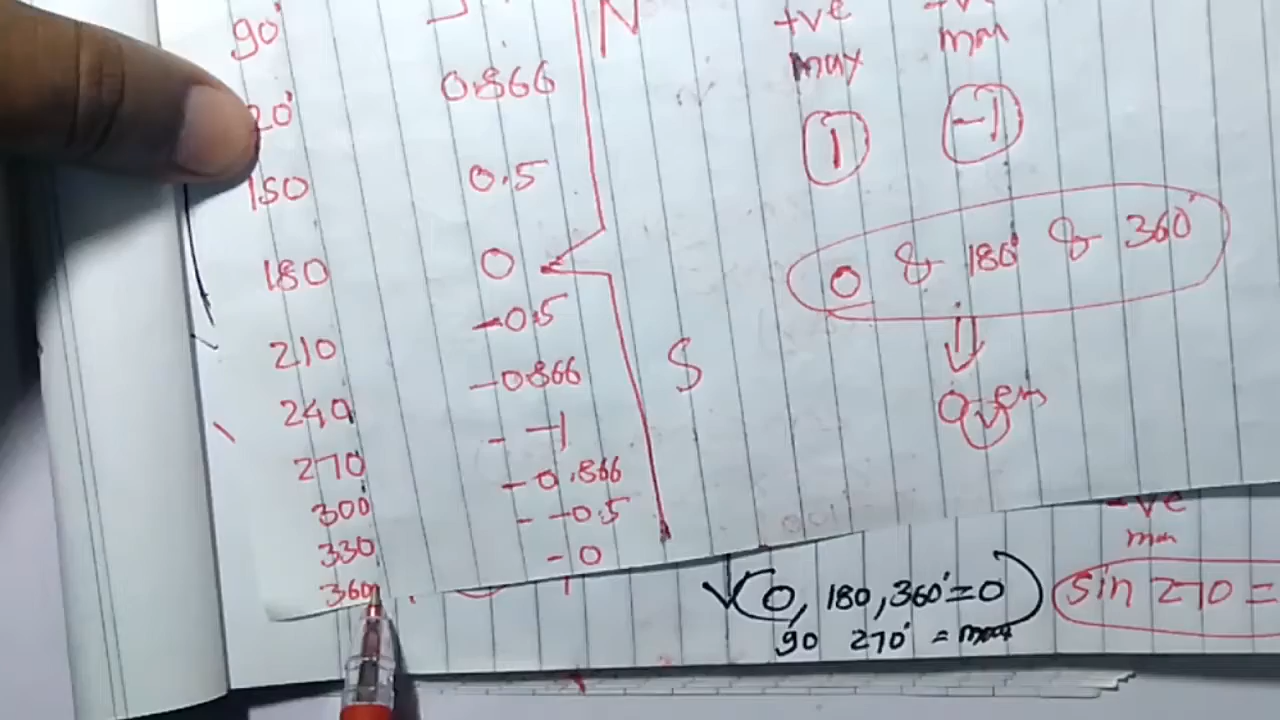 90°
0.866
20°
150
0.5
180
0
210
-0.5
240
-0.866
270
- -1
300°
-0.866
330
- -0.5
360
- 0
N
S
+ve
max
1
-ve
-1
0 & 180° & 360°
0 em
-ve
0, 180, 360° = 0
90 270° = max
sin 270 =